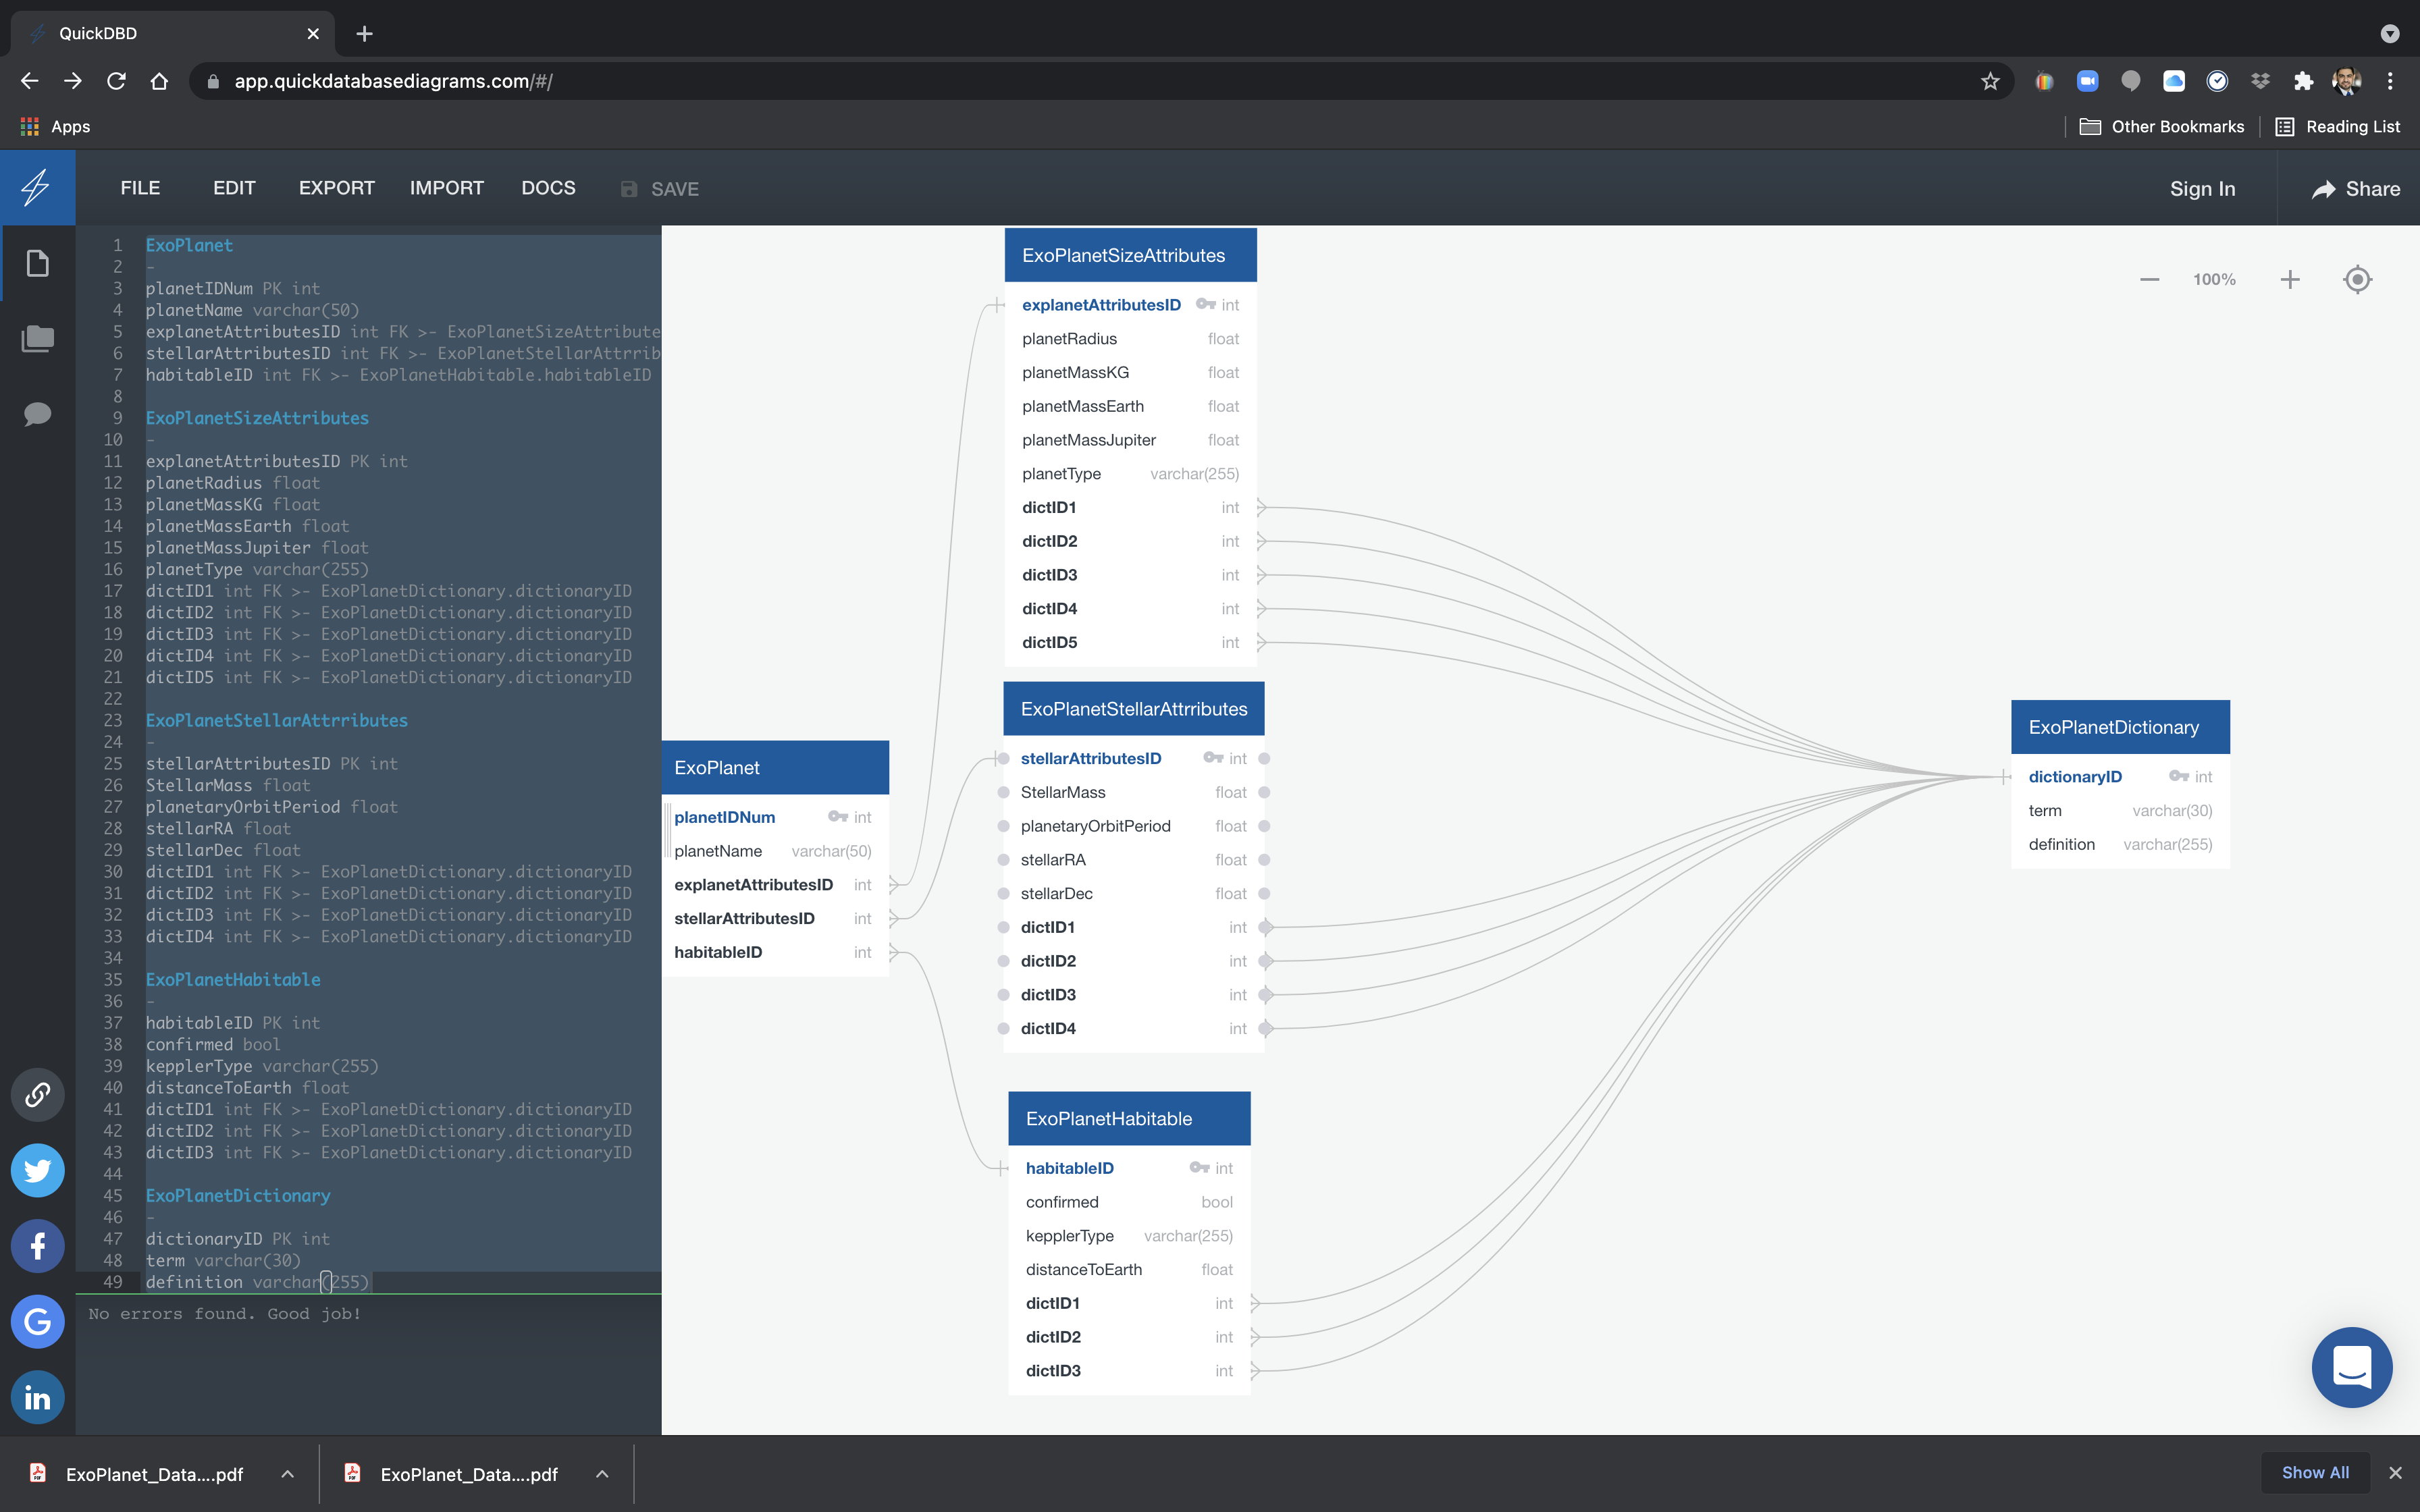 QuickDBD
app.quickdatabasediagrams.com/#/
Apps
Other Bookmarks
Reading List
FILE
EDIT
EXPORT
IMPORT
DOCS
SAVE
Sign In
Share
1 ExoPlanet
2 -
3 planetIDNum PK int
4 planetName varchar(50)
5 explanetAttributesID int FK >- ExoPlanetSizeAttribute
6 stellarAttributesID int FK >- ExoPlanetStellarAttrrib
7 habitableID int FK >- ExoPlanetHabitable.habitableID
8
9 ExoPlanetSizeAttributes
10 -
11 explanetAttributesID PK int
12 planetRadius float
13 planetMassKG float
14 planetMassEarth float
15 planetMassJupiter float
16 planetType varchar(255)
17 dictID1 int FK >- ExoPlanetDictionary.dictionaryID
18 dictID2 int FK >- ExoPlanetDictionary.dictionaryID
19 dictID3 int FK >- ExoPlanetDictionary.dictionaryID
20 dictID4 int FK >- ExoPlanetDictionary.dictionaryID
21 dictID5 int FK >- ExoPlanetDictionary.dictionaryID
22
23 ExoPlanetStellarAttrributes
24 -
25 stellarAttributesID PK int
26 StellarMass float
27 planetaryOrbitPeriod float
28 stellarRA float
29 stellarDec float
30 dictID1 int FK >- ExoPlanetDictionary.dictionaryID
31 dictID2 int FK >- ExoPlanetDictionary.dictionaryID
32 dictID3 int FK >- ExoPlanetDictionary.dictionaryID
33 dictID4 int FK >- ExoPlanetDictionary.dictionaryID
34
35 ExoPlanetHabitable
36 -
37 habitableID PK int
38 confirmed bool
39 kepplerType varchar(255)
40 distanceToEarth float
41 dictID1 int FK >- ExoPlanetDictionary.dictionaryID
42 dictID2 int FK >- ExoPlanetDictionary.dictionaryID
43 dictID3 int FK >- ExoPlanetDictionary.dictionaryID
44
45 ExoPlanetDictionary
46 -
47 dictionaryID PK int
48 term varchar(30)
49 definition varchar(255)
No errors found. Good job!
ExoPlanet
planetIDNum int
planetName varchar(50)
explanetAttributesID int
stellarAttributesID int
habitableID int
ExoPlanetSizeAttributes
explanetAttributesID int
planetRadius float
planetMassKG float
planetMassEarth float
planetMassJupiter float
planetType varchar(255)
dictID1 int
dictID2 int
dictID3 int
dictID4 int
dictID5 int
ExoPlanetStellarAttrributes
stellarAttributesID int
StellarMass float
planetaryOrbitPeriod float
stellarRA float
stellarDec float
dictID1 int
dictID2 int
dictID3 int
dictID4 int
ExoPlanetHabitable
habitableID int
confirmed bool
kepplerType varchar(255)
distanceToEarth float
dictID1 int
dictID2 int
dictID3 int
100%
ExoPlanetDictionary
dictionaryID int
term varchar(30)
definition varchar(255)
ExoPlanet_Data....pdf
ExoPlanet_Data....pdf
Show All